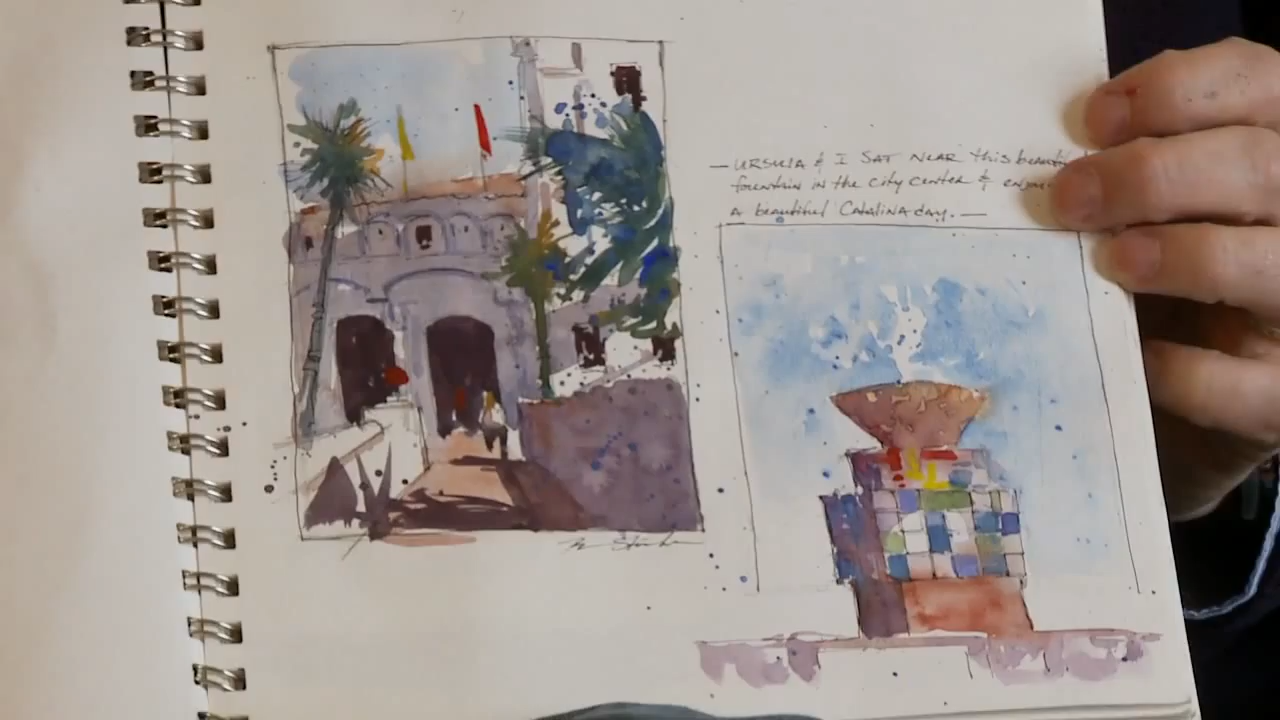 — URSULA & I SAT NEAR this
fountain in the city center &
a beautiful Catalina day. —